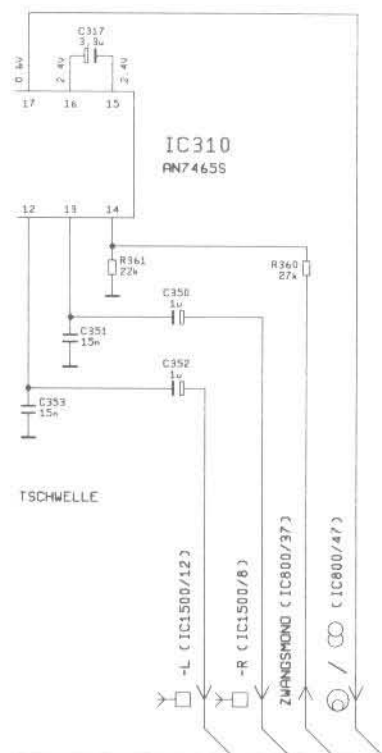 C317
3,3u
0.6V
2.4V
2.4V
17
16
15
IC310
AN7465S
12
13
14
R361
22k
R360
27k
C350
1u
C351
15n
C352
1u
C353
15n
TSCHWELLE
-L (IC1500/12)
-R (IC1500/8)
ZWANGSMONO (IC800/37)
/ (IC800/47)